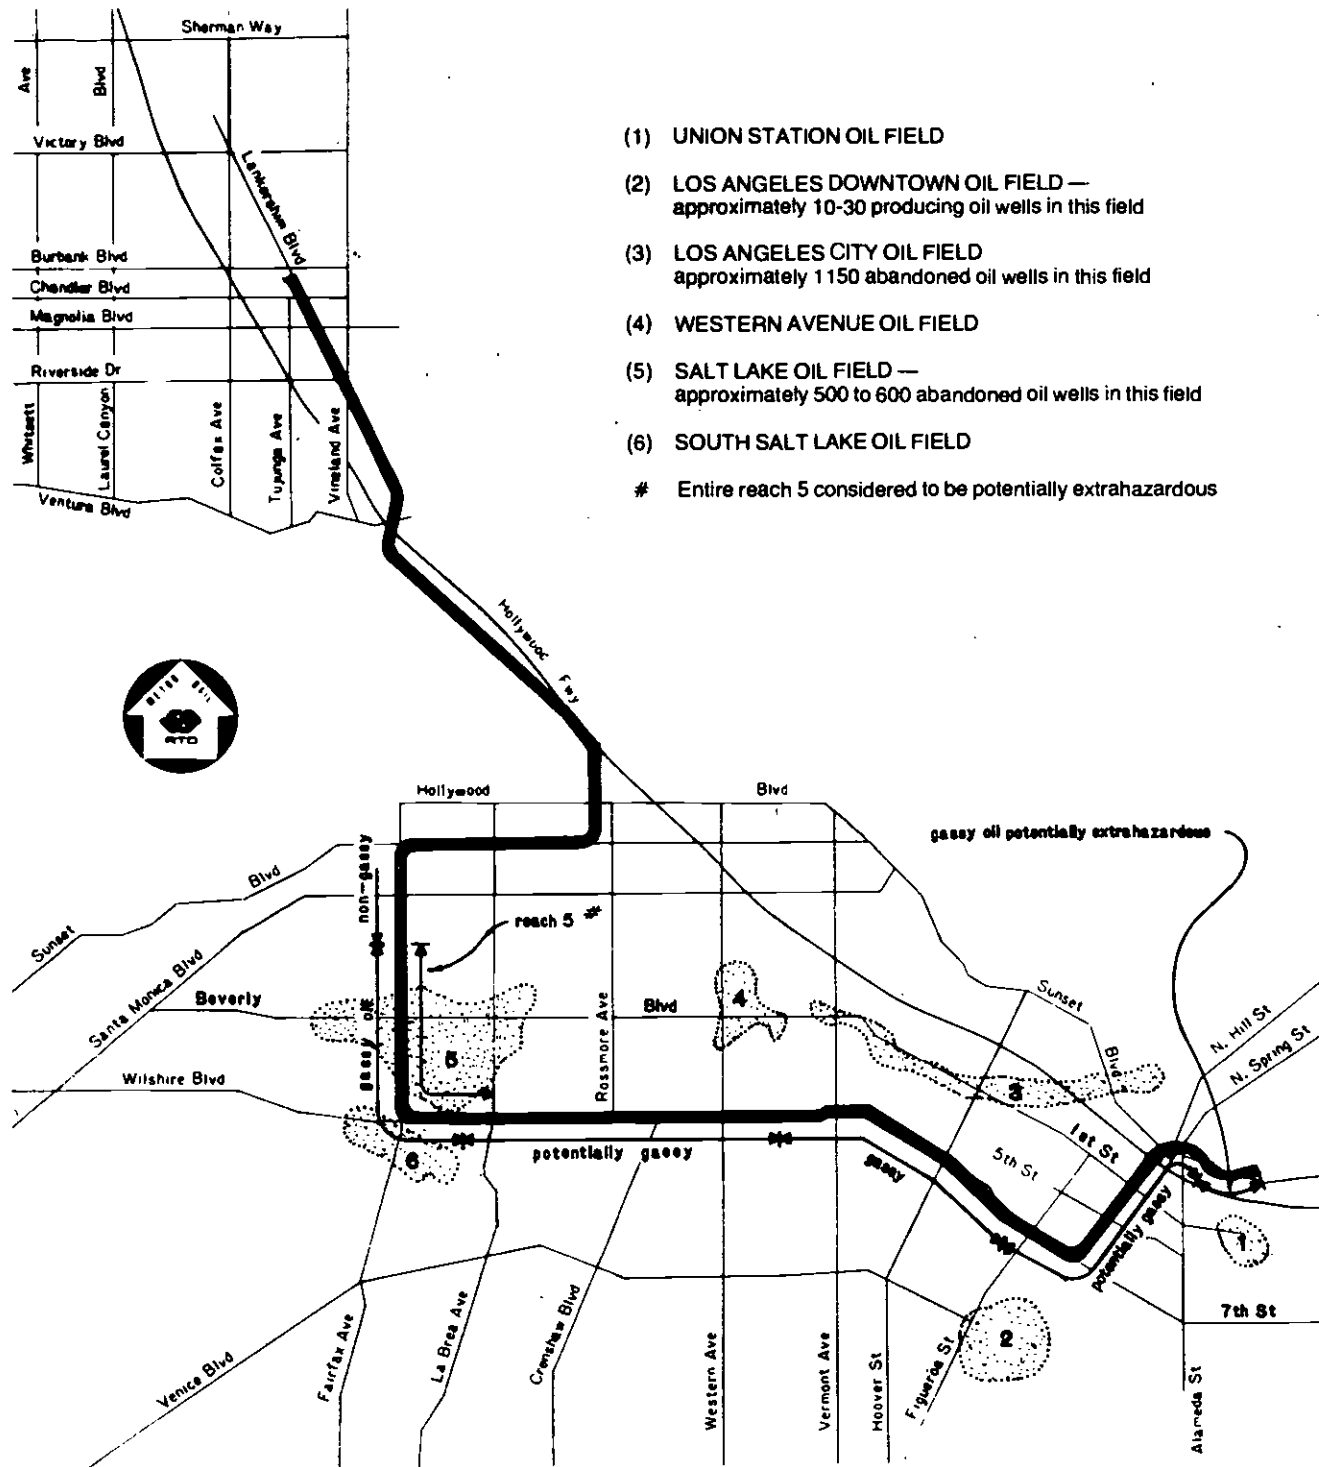 Sherman Way
Ave
Blvd
Victory Blvd
Lankershim Blvd
Burbank Blvd
Chandler Blvd
Magnolia Blvd
Riverside Dr
Whitsett
Laurel Canyon
Colfax Ave
Tujunga Ave
Vineland Ave
Ventura Blvd
(1) UNION STATION OIL FIELD
(2) LOS ANGELES DOWNTOWN OIL FIELD —
approximately 10-30 producing oil wells in this field
(3) LOS ANGELES CITY OIL FIELD
approximately 1150 abandoned oil wells in this field
(4) WESTERN AVENUE OIL FIELD
(5) SALT LAKE OIL FIELD —
approximately 500 to 600 abandoned oil wells in this field
(6) SOUTH SALT LAKE OIL FIELD
# Entire reach 5 considered to be potentially extrahazardous
Hollywood Fwy
METRO RAIL
RTD
Hollywood Blvd
gassy oil potentially extrahazardous
non-gassy
reach 5 #
Sunset Blvd
Santa Monica Blvd
Beverly Blvd
gassy oil
Wilshire Blvd
Rossmore Ave
4
5
3
6
Sunset Blvd
N. Hill St
N. Spring St
1st St
5th St
potentially gassy
gassy
potentially gassy
1
7th St
2
Venice Blvd
Fairfax Ave
La Brea Ave
Crenshaw Blvd
Western Ave
Vermont Ave
Hoover St
Figueroa St
Alameda St